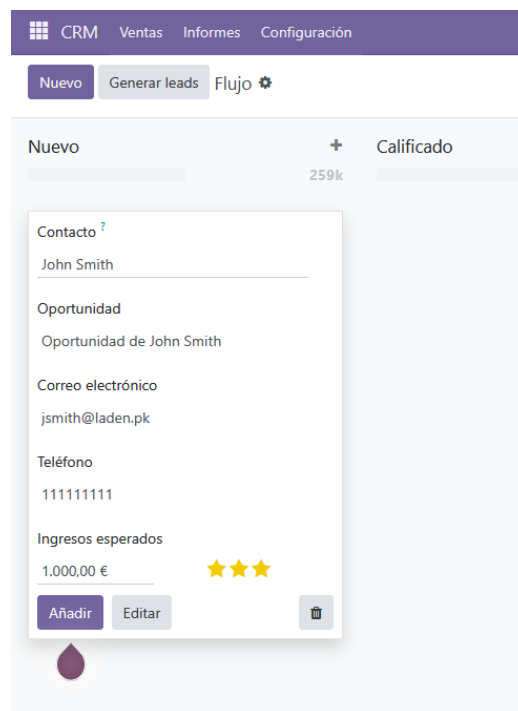 CRM Ventas Informes Configuración
Nuevo Generar leads Flujo
Nuevo + Calificado
259k
Contacto ?
John Smith
Oportunidad
Oportunidad de John Smith
Correo electrónico
jsmith@laden.pk
Teléfono
111111111
Ingresos esperados
1.000,00 €
Añadir Editar